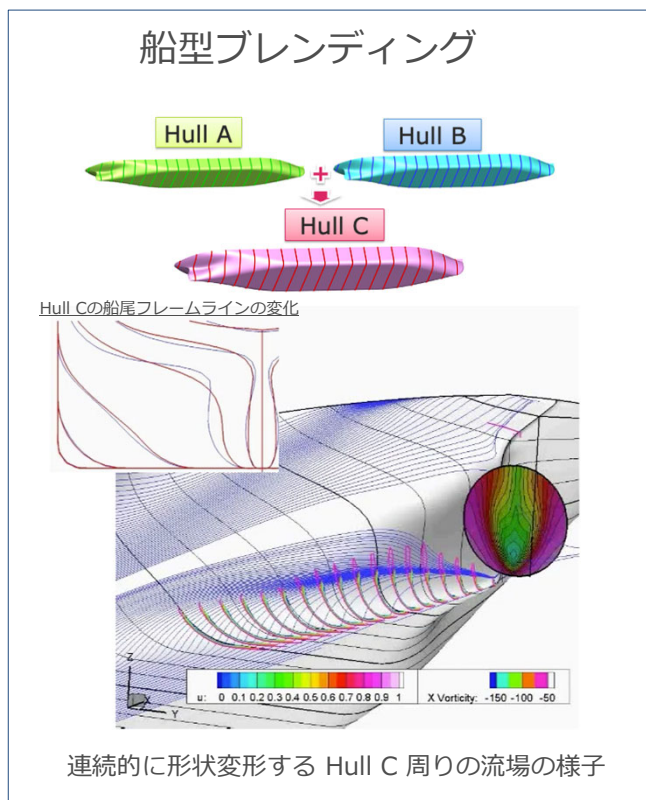 船型ブレンディング
Hull A
Hull B
Hull C
Hull Cの船尾フレームラインの変化
Z
X
Y
u: 0 0.1 0.2 0.3 0.4 0.5 0.6 0.7 0.8 0.9 1
X Vorticity: -150 -100 -50
連続的に形状変形する Hull C 周りの流場の様子